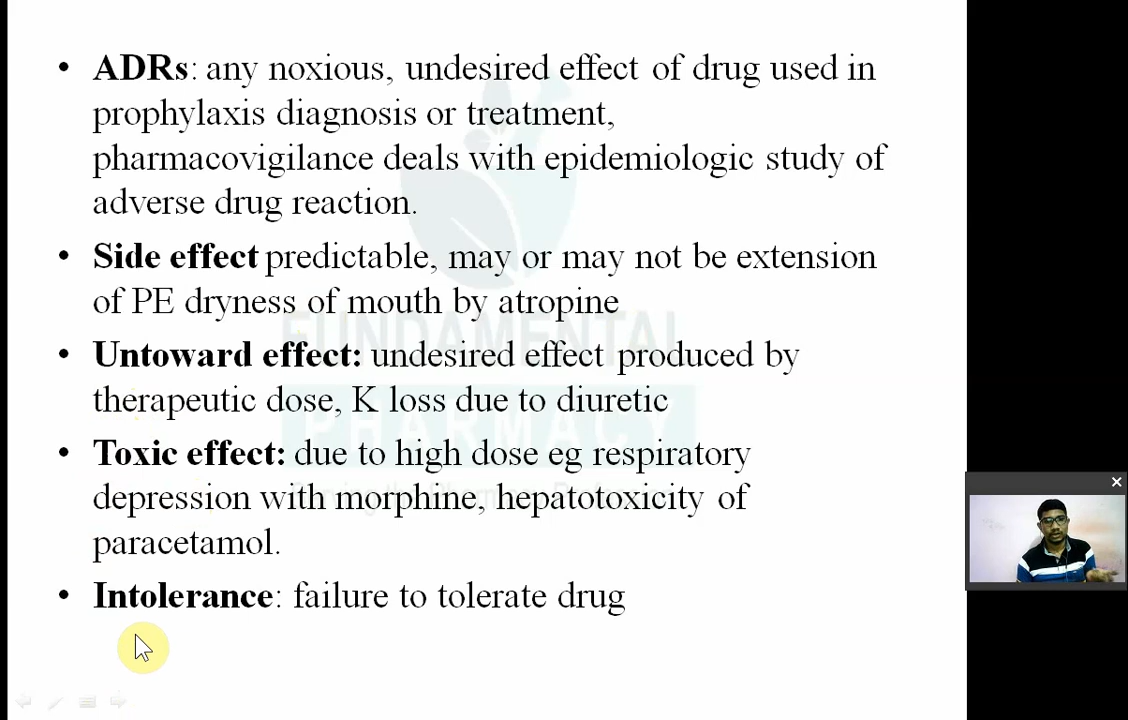 • ADRs: any noxious, undesired effect of drug used in
prophylaxis diagnosis or treatment,
pharmacovigilance deals with epidemiologic study of
adverse drug reaction.
• Side effect predictable, may or may not be extension
of PE dryness of mouth by atropine
• Untoward effect: undesired effect produced by
therapeutic dose, K loss due to diuretic
• Toxic effect: due to high dose eg respiratory
depression with morphine, hepatotoxicity of
paracetamol.
• Intolerance: failure to tolerate drug
FUNDAMENTAL
PHARMACY